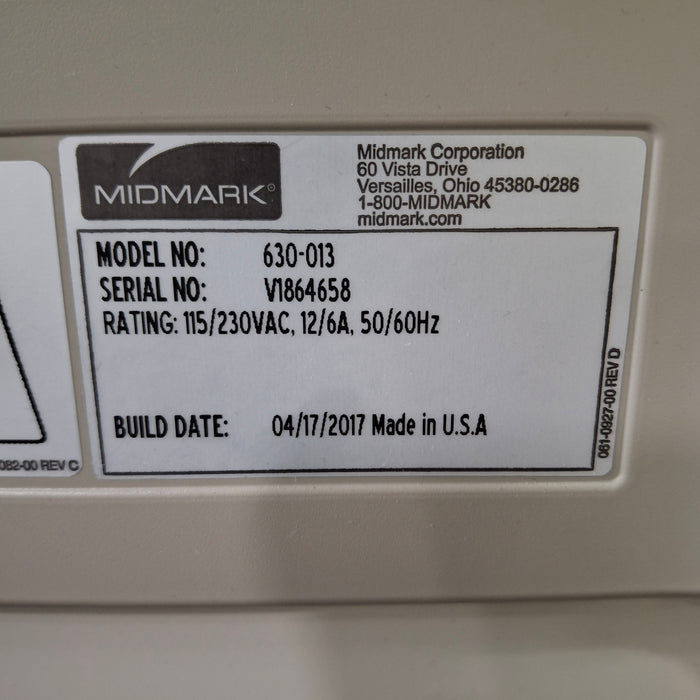 MIDMARK®
Midmark Corporation
60 Vista Drive
Versailles, Ohio 45380-0286
1-800-MIDMARK
midmark.com
MODEL NO: 630-013
SERIAL NO: V1864658
RATING: 115/230VAC, 12/6A, 50/60Hz
BUILD DATE: 04/17/2017 Made in U.S.A
061-0927-00 REV D
082-00 REV C